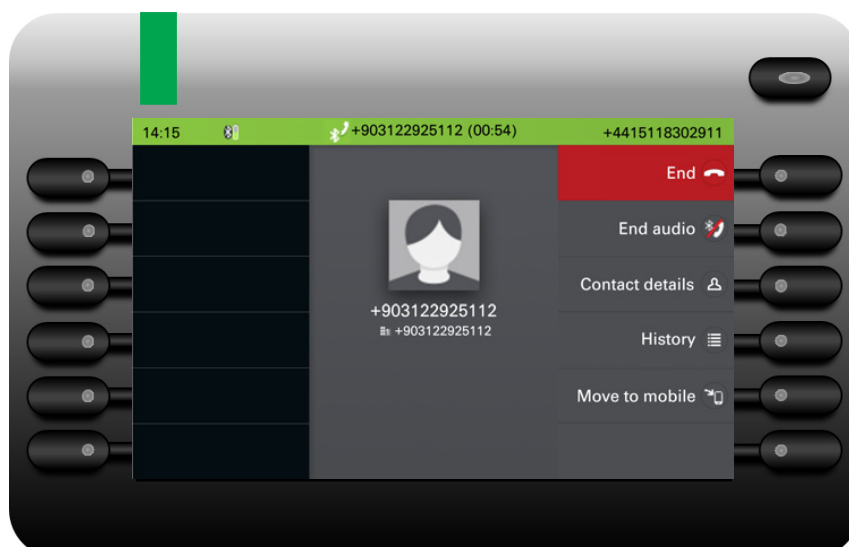 14:15
+903122925112 (00:54)
+4415118302911
End
End audio
Contact details
+903122925112
+903122925112
History
Move to mobile